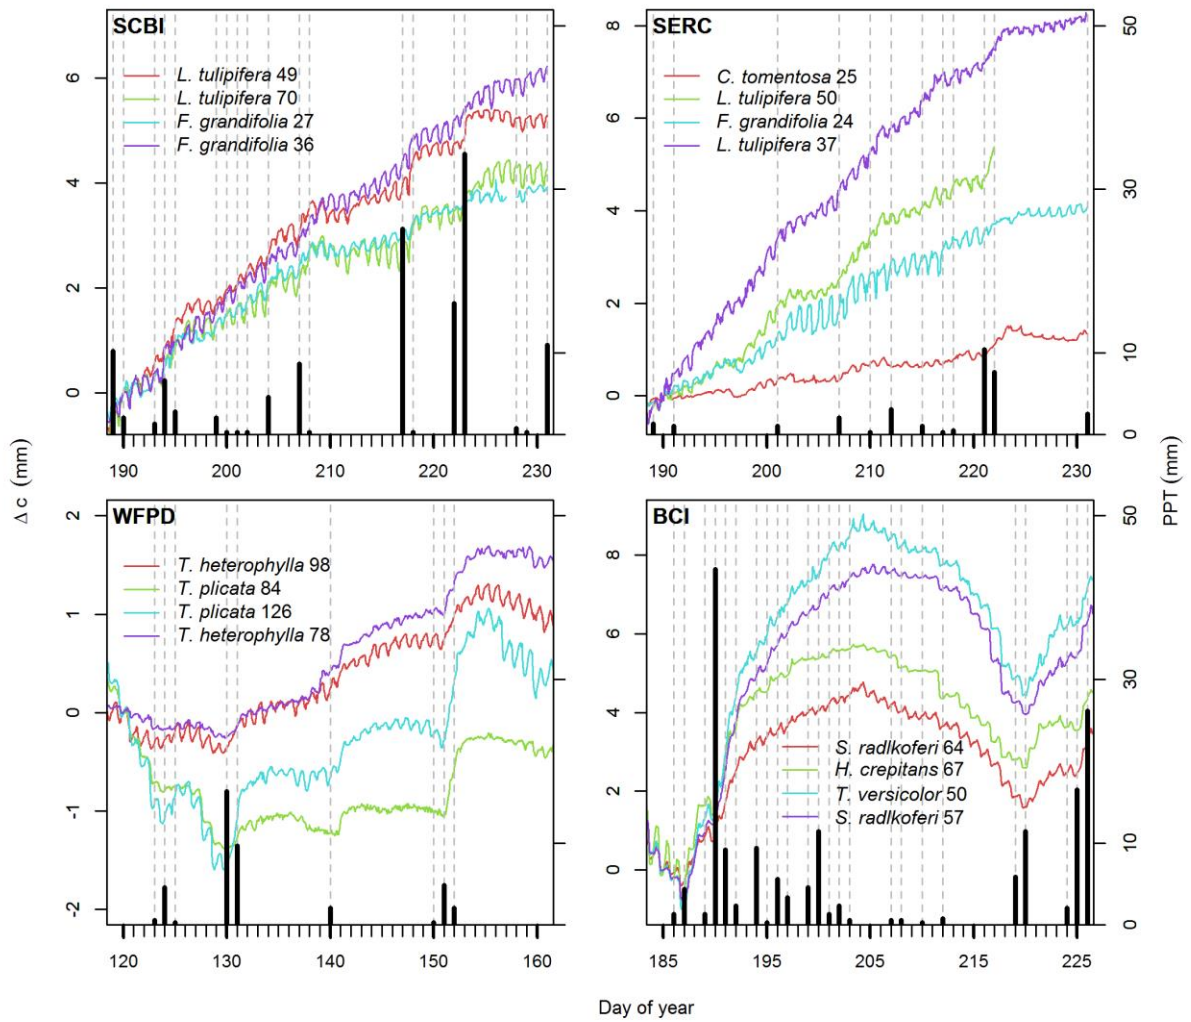 SCBI
L. tulipifera 49
L. tulipifera 70
F. grandifolia 27
F. grandifolia 36
0 2 4 6
190 200 210 220 230
0 10 30 50
SERC
C. tomentosa 25
L. tulipifera 50
F. grandifolia 24
L. tulipifera 37
0 2 4 6 8
190 200 210 220 230
WFPD
T. heterophylla 98
T. plicata 84
T. plicata 126
T. heterophylla 78
-2 -1 0 1 2
120 130 140 150 160
0 10 30 50
BCI
S. radlkoferi 64
H. crepitans 67
T. versicolor 50
S. radlkoferi 57
0 2 4 6 8
185 195 205 215 225
Δ c (mm)
PPT (mm)
Day of year